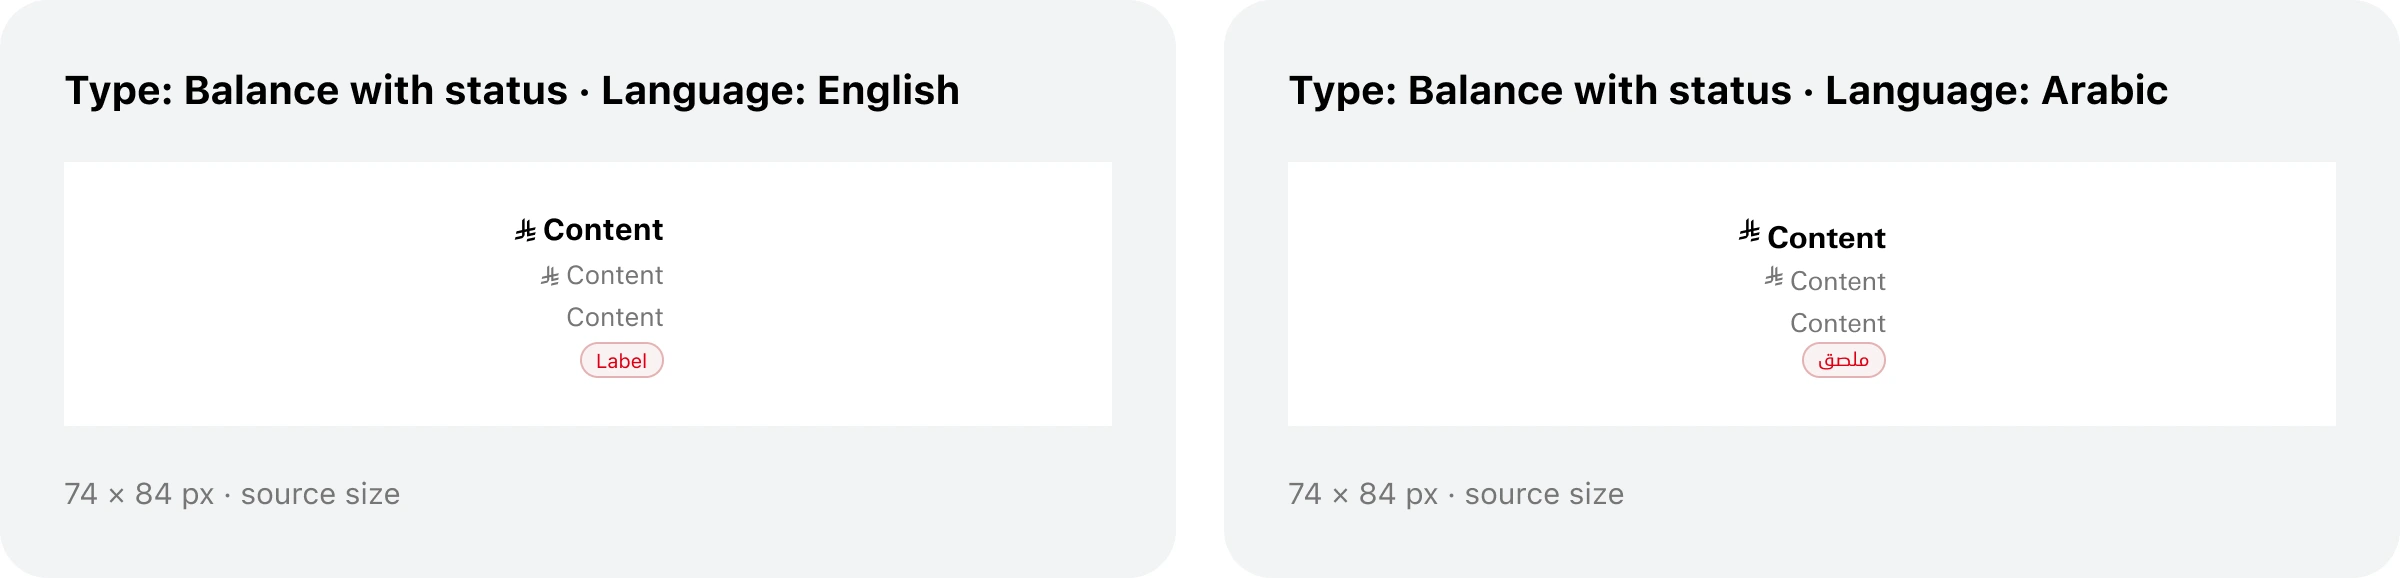 Type: Balance with status · Language: English
Content
Content
Content
Label
74 × 84 px · source size
Type: Balance with status · Language: Arabic
Content
Content
Content
ملصق
74 × 84 px · source size